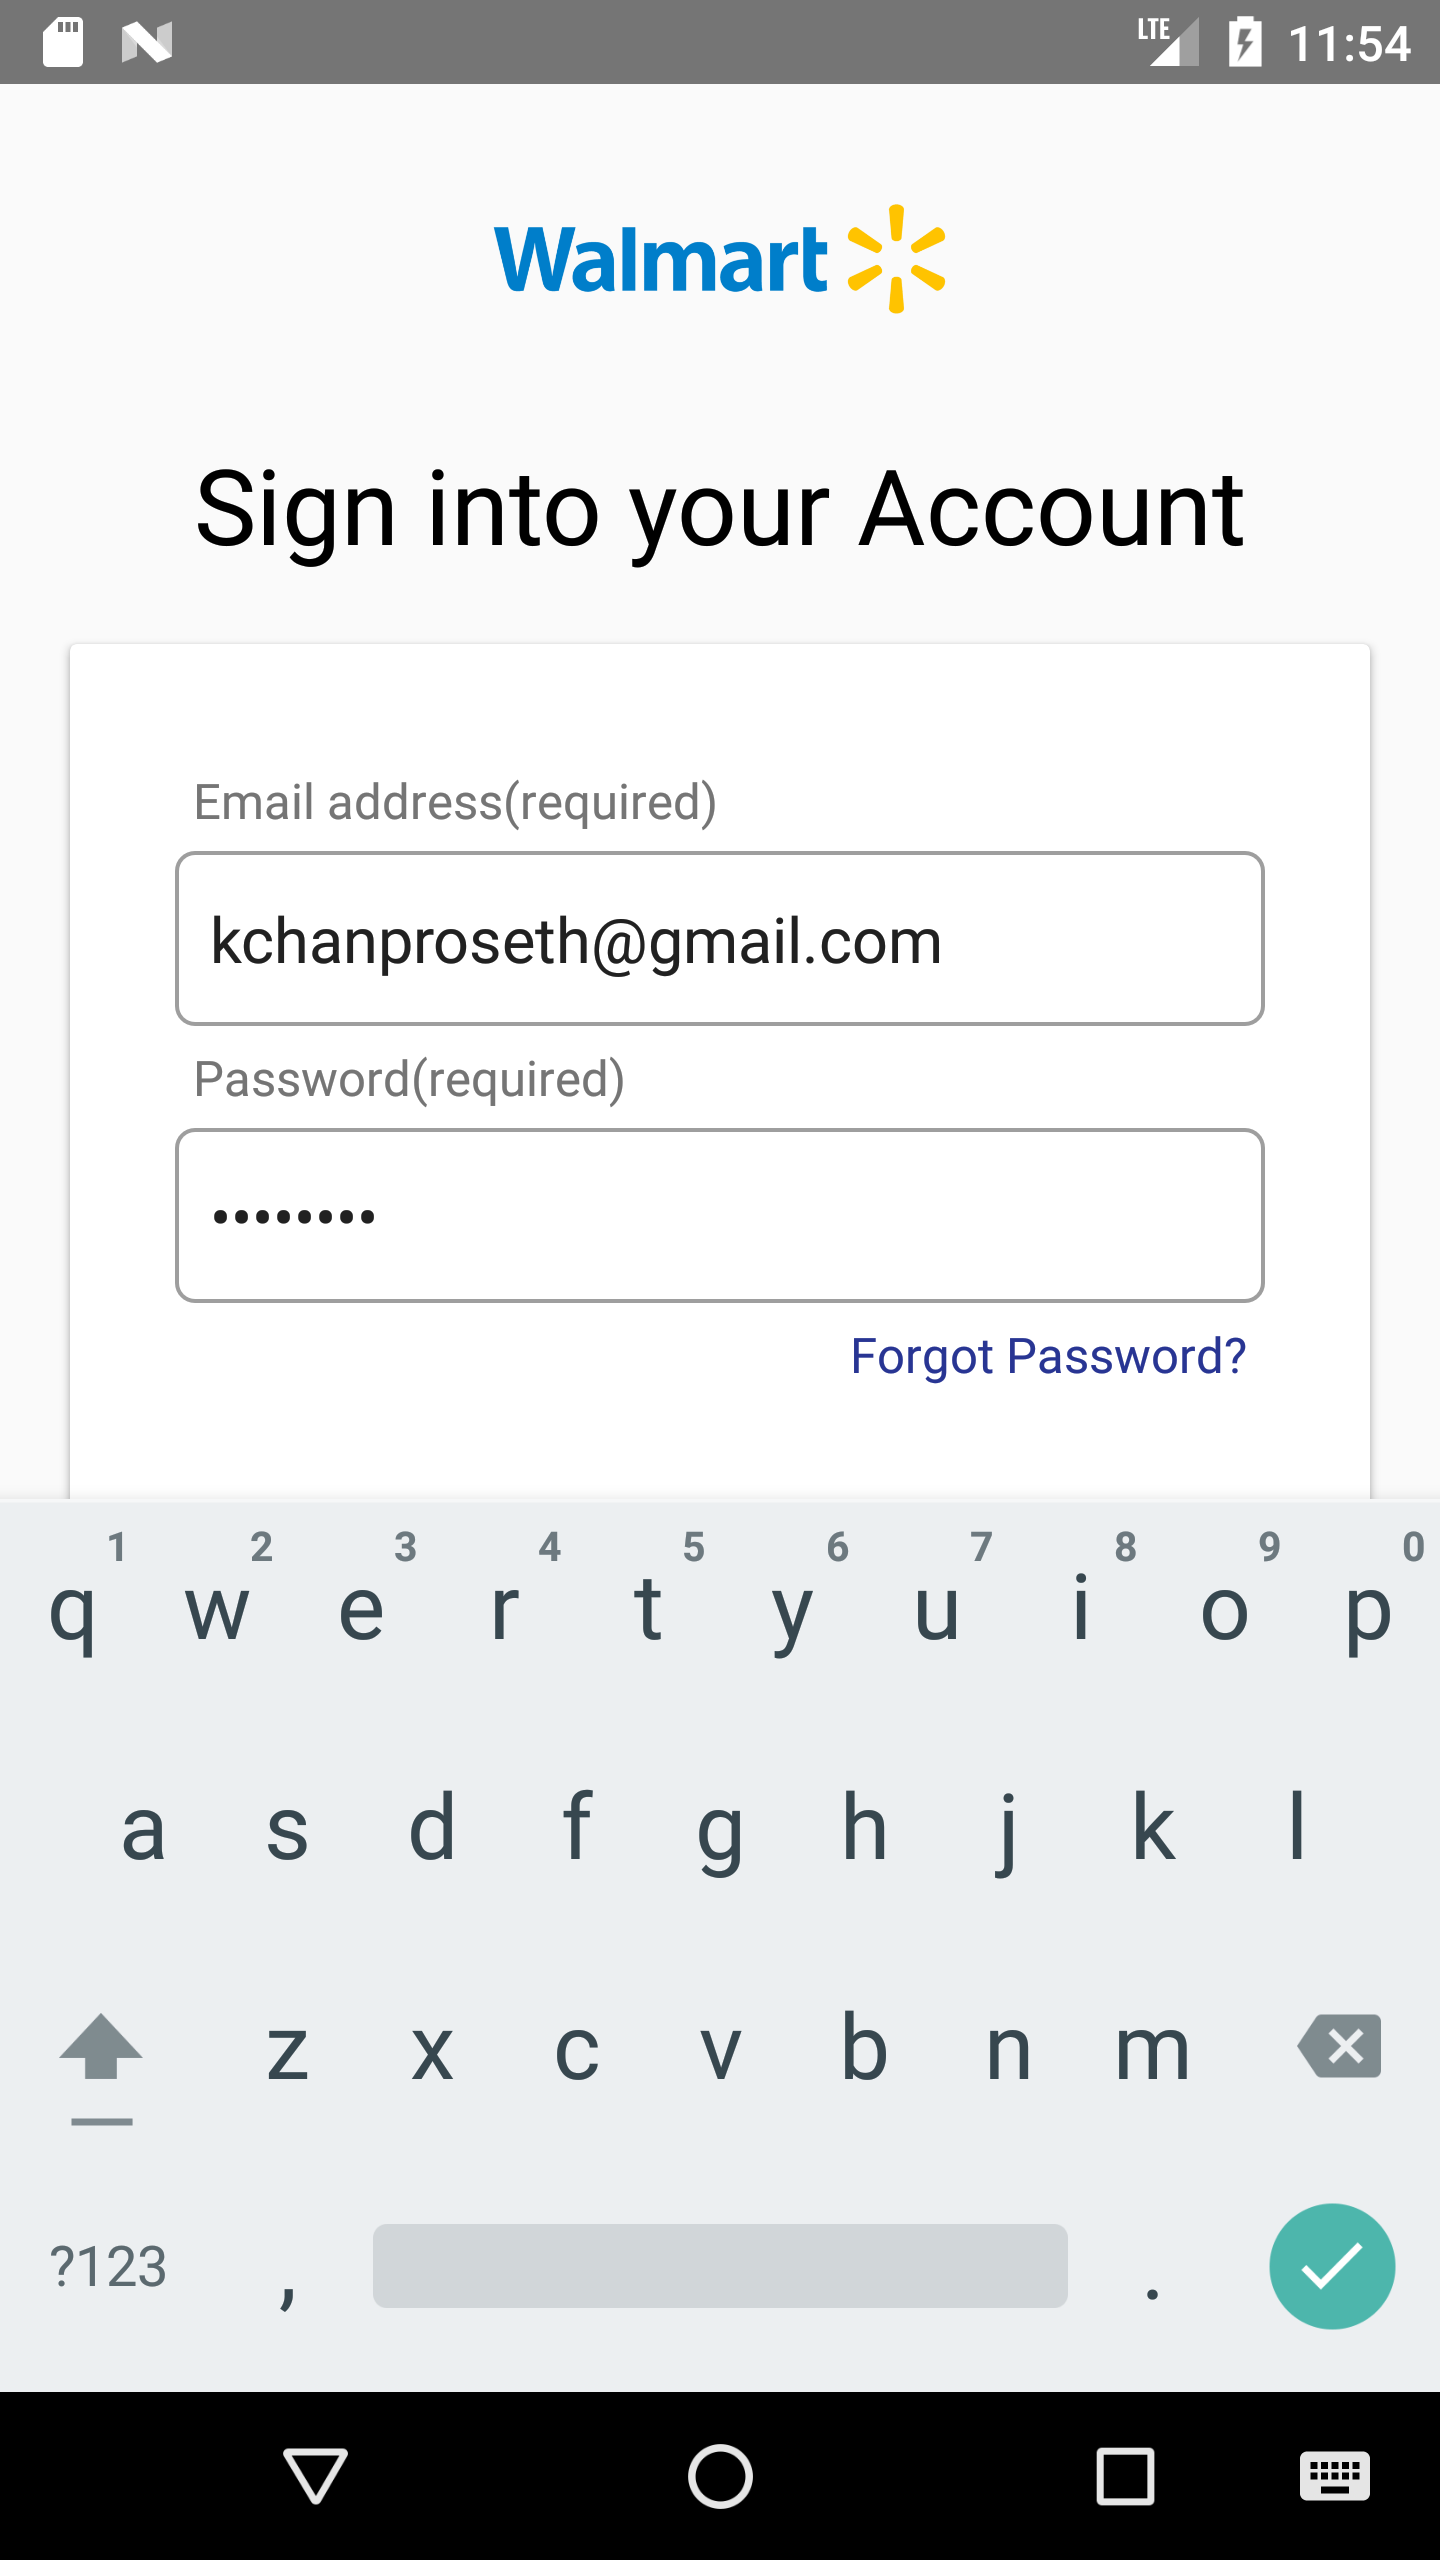 LTE 11:54
Walmart
Sign into your Account
Email address(required)
kchanproseth@gmail.com
Password(required)
••••••••
Forgot Password?
1 2 3 4 5 6 7 8 9 0
q w e r t y u i o p
a s d f g h j k l
z x c v b n m
?123 , .